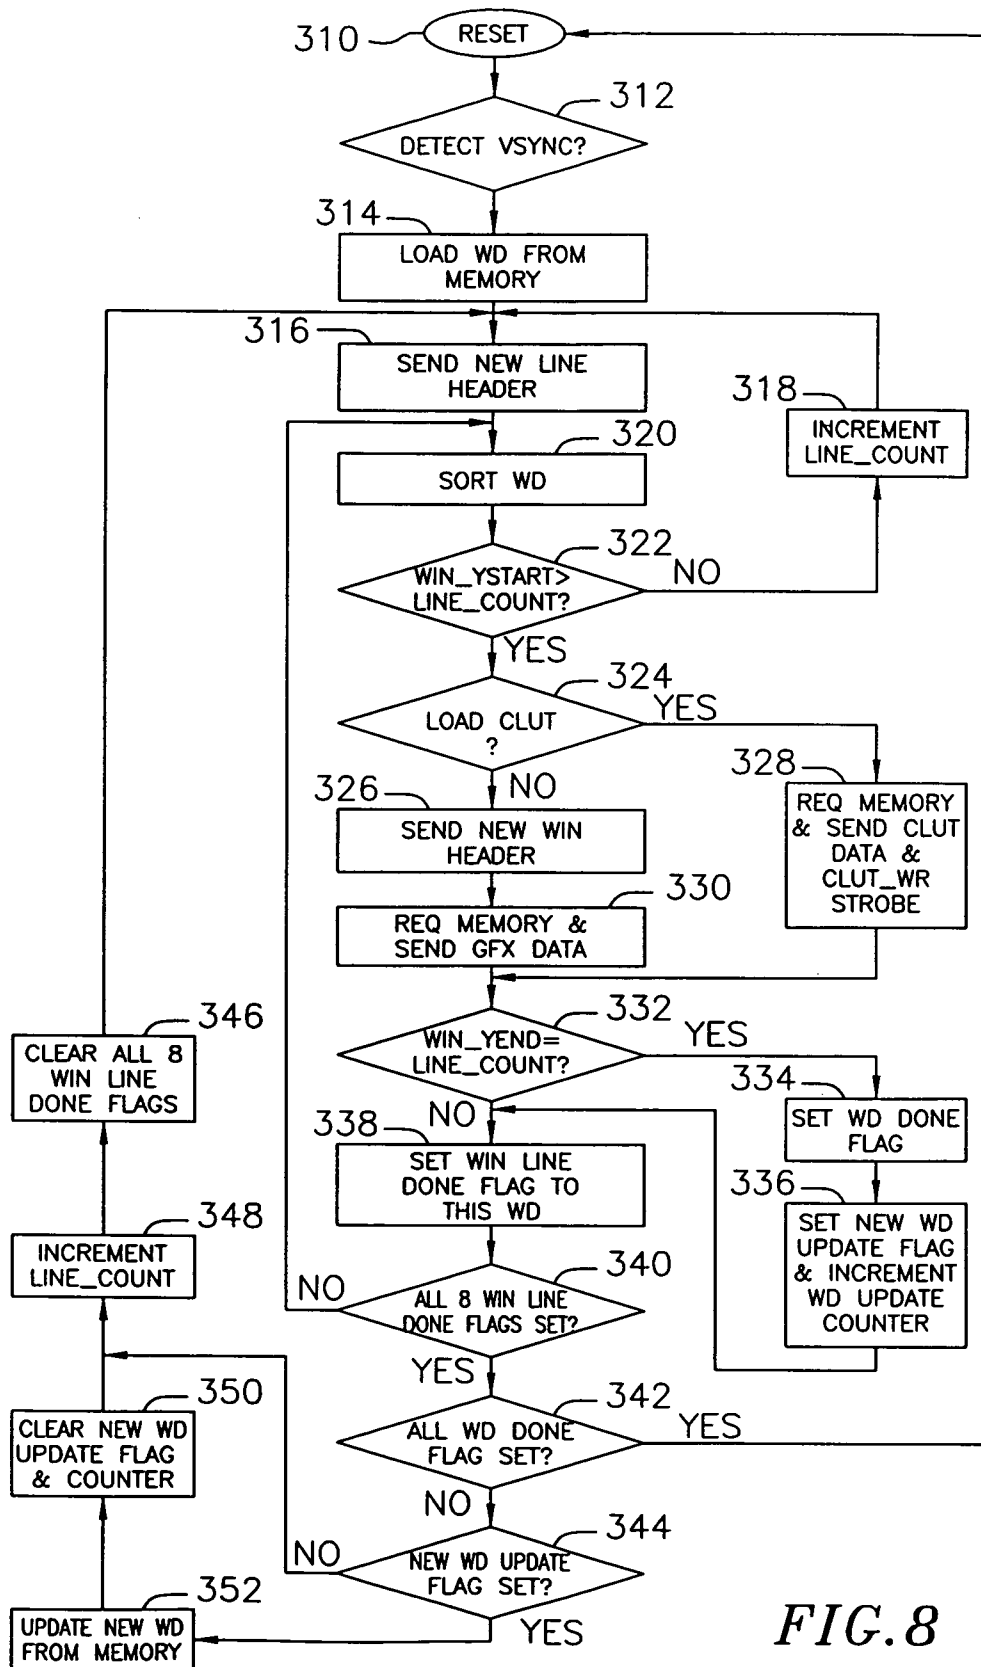 310
RESET
312
DETECT VSYNC?
314
LOAD WD FROM
MEMORY
316
SEND NEW LINE
HEADER
318
INCREMENT
LINE_COUNT
320
SORT WD
322
WIN_YSTART>
LINE_COUNT?
NO
YES
324
LOAD CLUT
?
YES
NO
326
SEND NEW WIN
HEADER
328
REQ MEMORY
& SEND CLUT
DATA &
CLUT_WR
STROBE
330
REQ MEMORY &
SEND GFX DATA
332
WIN_YEND=
LINE_COUNT?
YES
NO
334
SET WD DONE
FLAG
336
SET NEW WD
UPDATE FLAG
& INCREMENT
WD UPDATE
COUNTER
338
SET WIN LINE
DONE FLAG TO
THIS WD
340
ALL 8 WIN LINE
DONE FLAGS SET?
NO
YES
342
ALL WD DONE
FLAG SET?
YES
NO
344
NEW WD UPDATE
FLAG SET?
NO
YES
346
CLEAR ALL 8
WIN LINE
DONE FLAGS
348
INCREMENT
LINE_COUNT
350
CLEAR NEW WD
UPDATE FLAG
& COUNTER
352
UPDATE NEW WD
FROM MEMORY
FIG.8